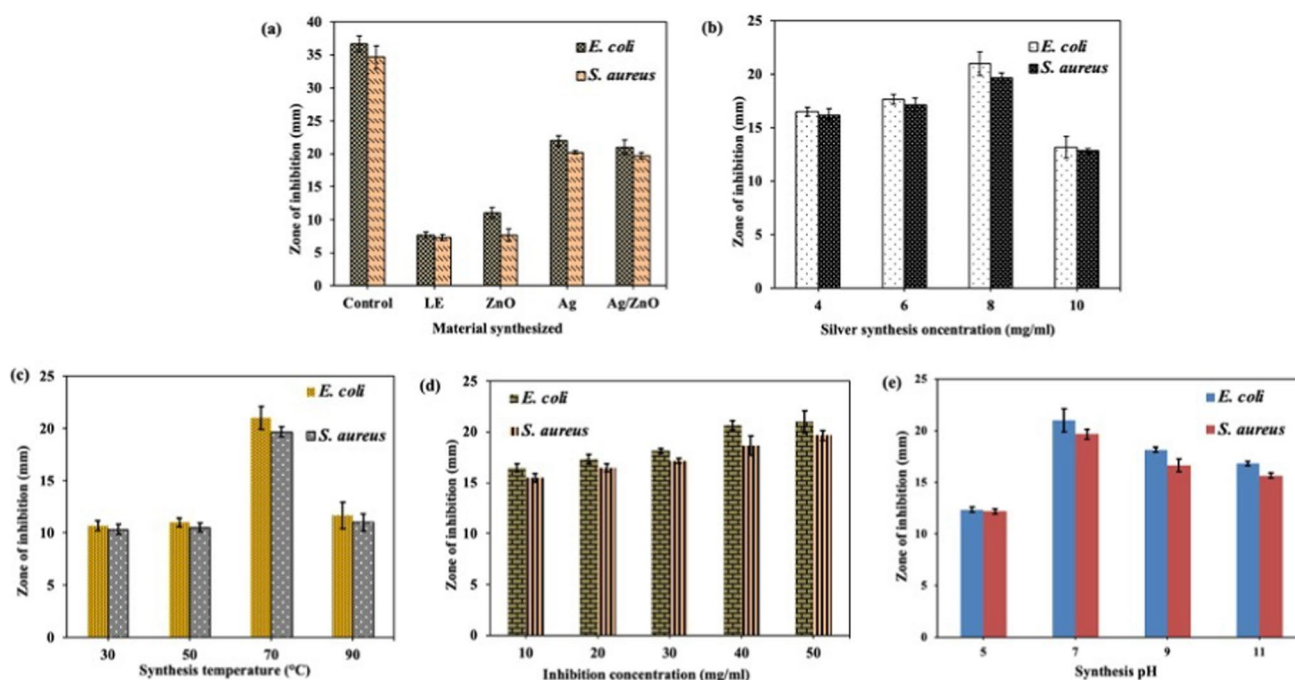 (a)
Zone of inhibition (mm)
40
35
30
25
20
15
10
5
0
E. coli
S. aureus
Control LE ZnO Ag Ag/ZnO
Material synthesized
(b)
Zone of inhibition (mm)
25
20
15
10
5
0
E. coli
S. aureus
4 6 8 10
Silver synthesis oncentration (mg/ml)
(c)
Zone of inhibition (mm)
25
20
15
10
5
0
E. coli
S. aureus
30 50 70 90
Synthesis temperature (°C)
(d)
Zone of inhibition (mm)
25
20
15
10
5
0
E. coli
S. aureus
10 20 30 40 50
Inhibition concentration (mg/ml)
(e)
Zone of inhibition (mm)
25
20
15
10
5
0
E. coli
S. aureus
5 7 9 11
Synthesis pH